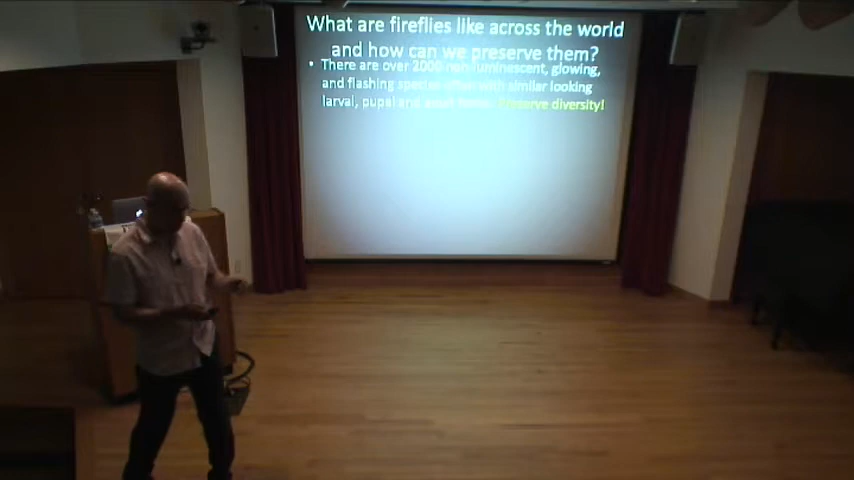 What are fireflies like across the world
and how can we preserve them?
• There are over 2000 non-luminescent, glowing,
and flashing species often with similar looking
larval, pupal and adult Preserve diversity!